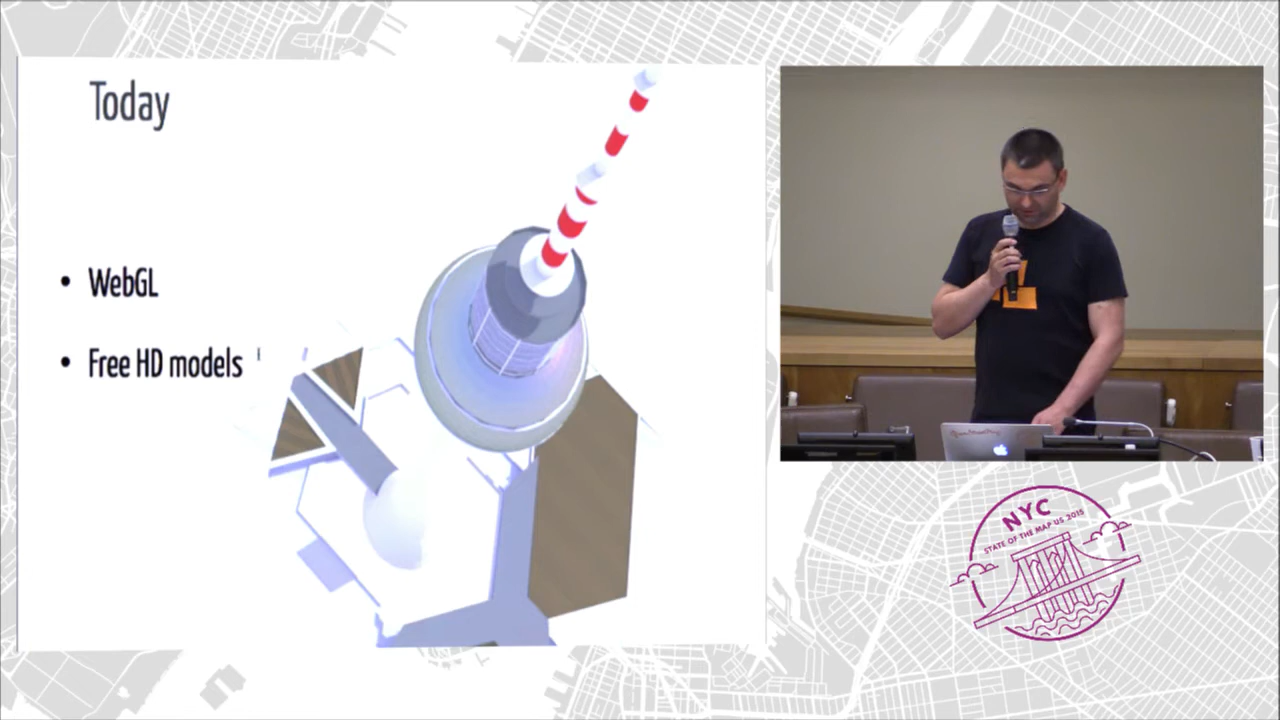 Today
• WebGL
• Free HD models
NYC
STATE OF THE MAP US 2015